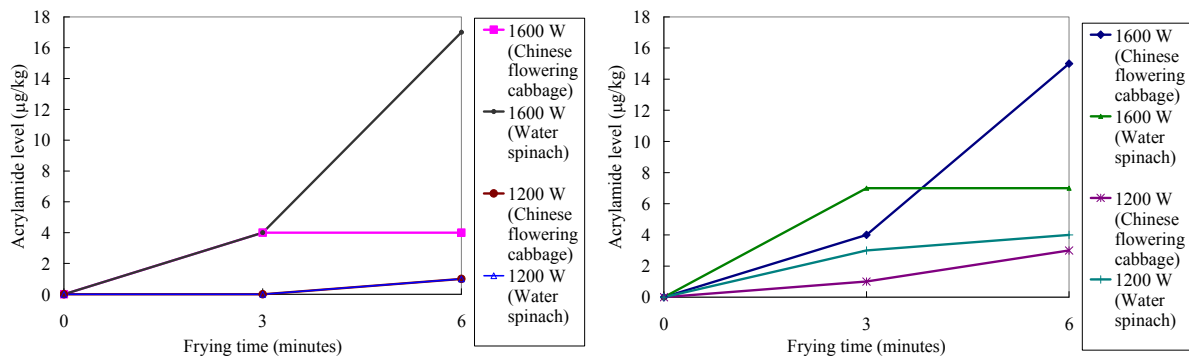 Acrylamide level (μg/kg)
18
16
14
12
10
8
6
4
2
0
0
3
6
Frying time (minutes)
1600 W
(Chinese
flowering
cabbage)
1600 W
(Water
spinach)
1200 W
(Chinese
flowering
cabbage)
1200 W
(Water
spinach)
Acrylamide level (μg/kg)
18
16
14
12
10
8
6
4
2
0
0
3
6
Frying time (minutes)
1600 W
(Chinese
flowering
cabbage)
1600 W
(Water
spinach)
1200 W
(Chinese
flowering
cabbage)
1200 W
(Water
spinach)